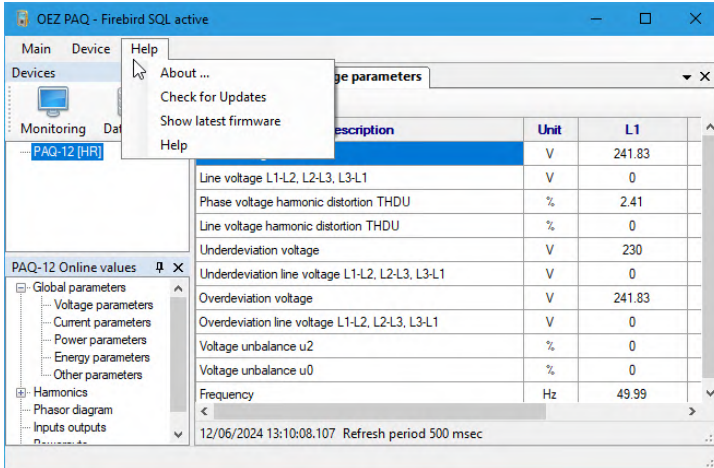 OEZ PAQ - Firebird SQL active
Main Device Help
Devices
About ...
Check for Updates
Show latest firmware
Help
parameters
Monitoring
PAQ-12 [HR]
Unit L1
V 241.83
Line voltage L1-L2, L2-L3, L3-L1 V 0
Phase voltage harmonic distortion THDU % 2.41
Line voltage harmonic distortion THDU % 0
Underdeviation voltage V 230
Underdeviation line voltage L1-L2, L2-L3, L3-L1 V 0
Overdeviation voltage V 241.83
Overdeviation line voltage L1-L2, L2-L3, L3-L1 V 0
Voltage unbalance u2 % 0
Voltage unbalance u0 % 0
Frequency Hz 49.99
PAQ-12 Online values
Global parameters
Voltage parameters
Current parameters
Power parameters
Energy parameters
Other parameters
Harmonics
Phasor diagram
Inputs outputs
12/06/2024 13:10:08.107 Refresh period 500 msec